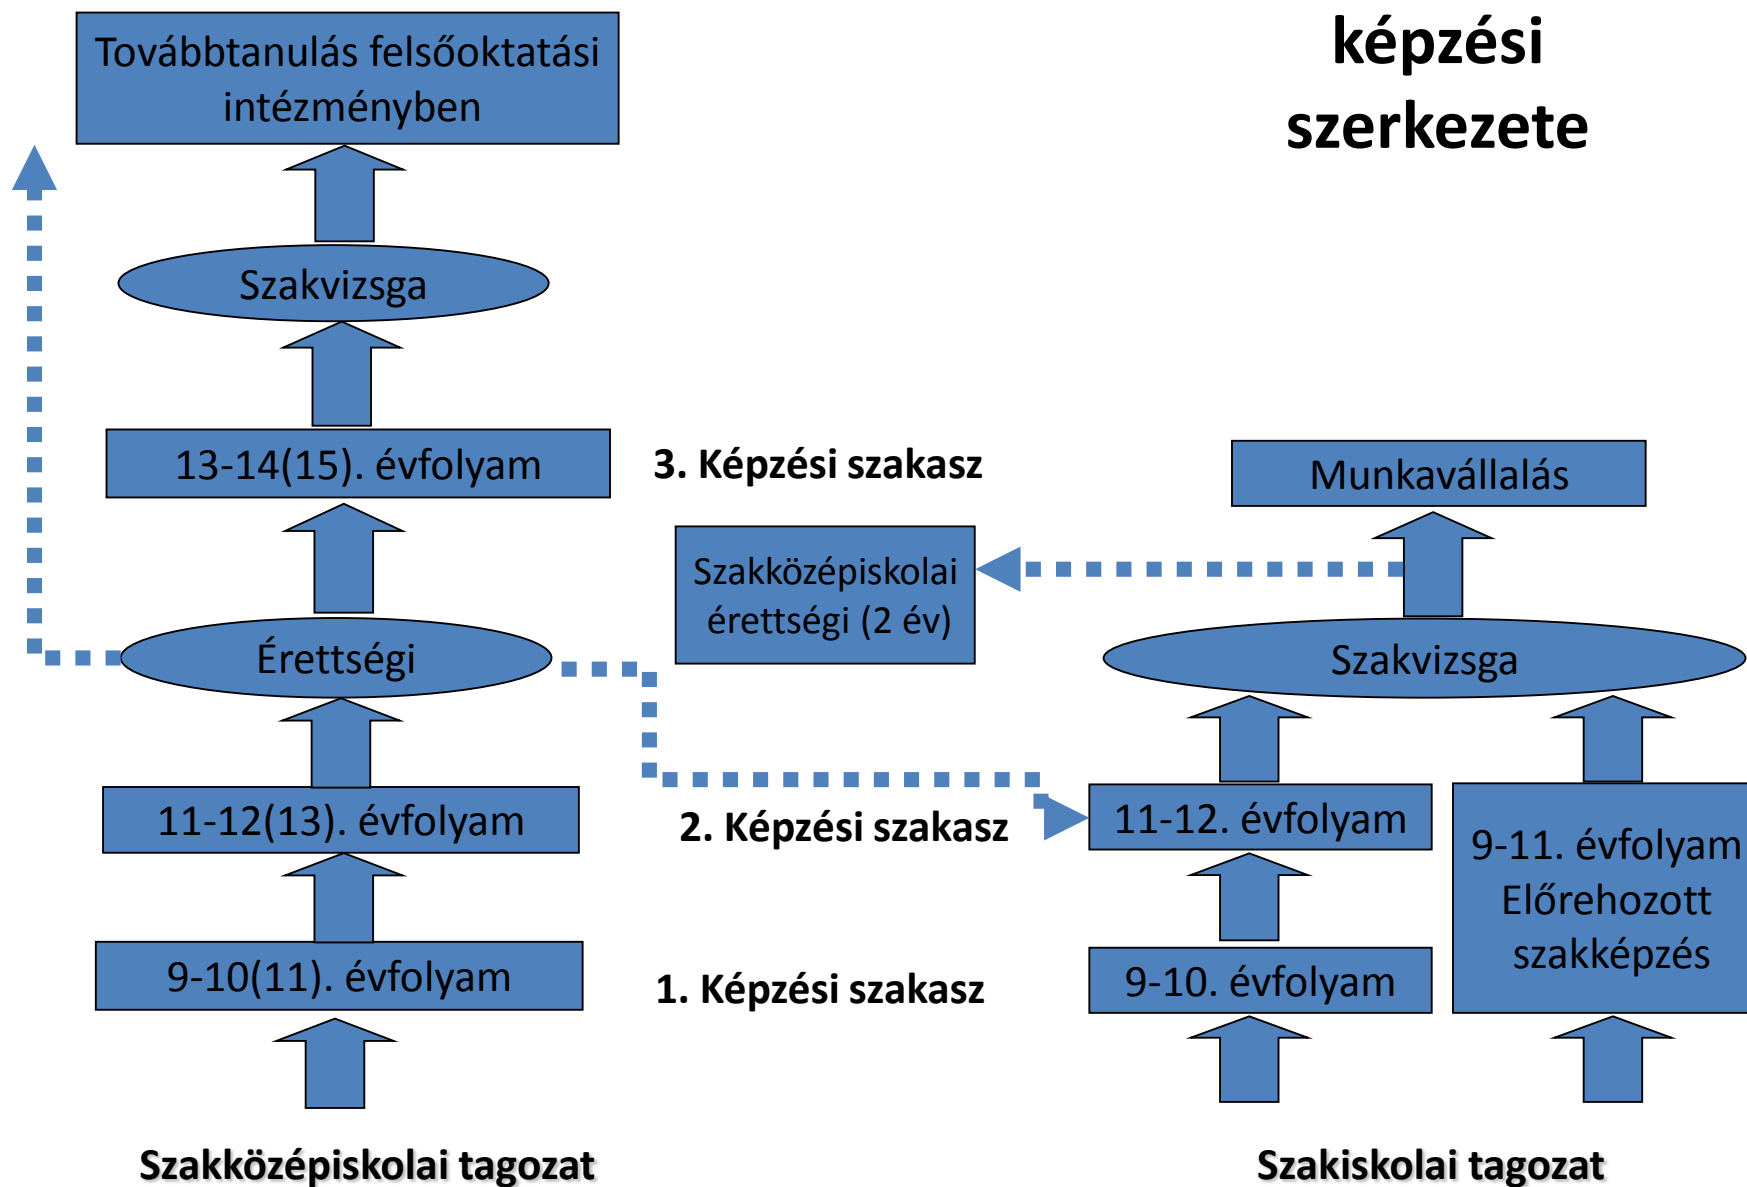 képzési
szerkezete
Továbbtanulás felsőoktatási
intézményben
Szakvizsga
13-14(15). évfolyam
3. Képzési szakasz
Munkavállalás
Szakközépiskolai
érettségi (2 év)
Érettségi
Szakvizsga
11-12(13). évfolyam
2. Képzési szakasz
11-12. évfolyam
9-11. évfolyam
Előrehozott
szakképzés
9-10(11). évfolyam
1. Képzési szakasz
9-10. évfolyam
Szakközépiskolai tagozat
Szakiskolai tagozat